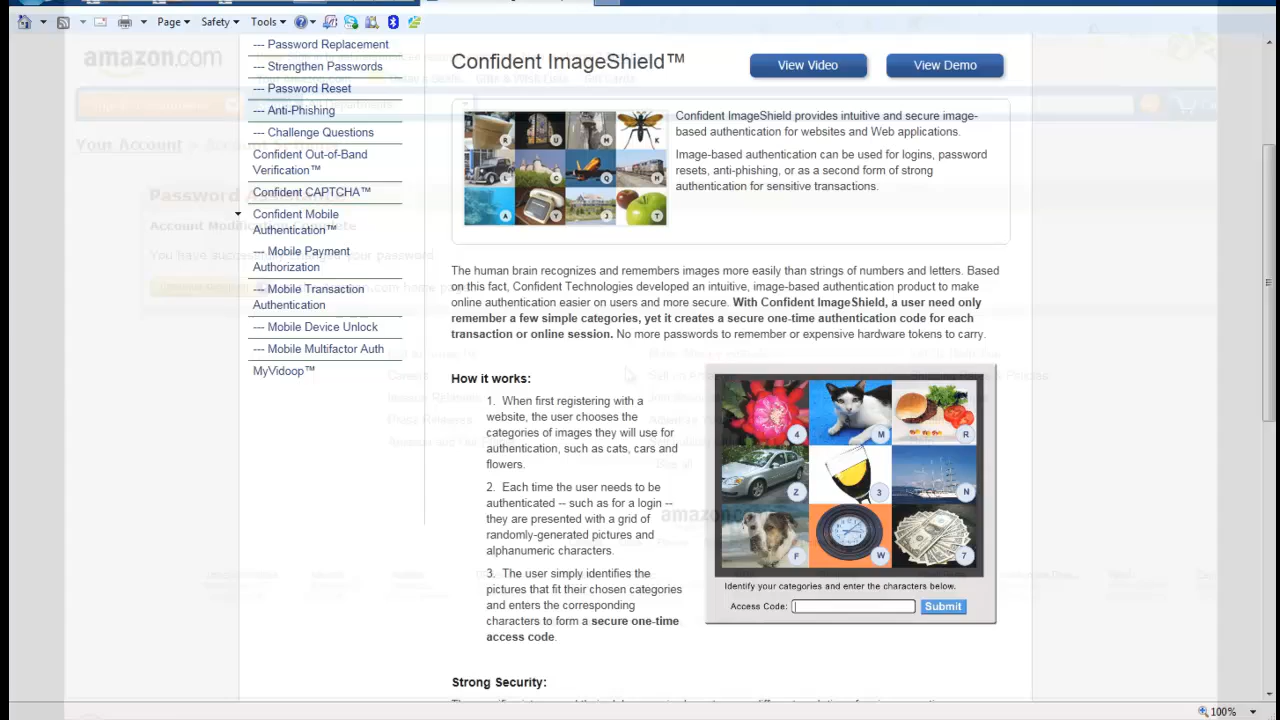 Page
Safety
Tools
amazon.com
Your Account
--- Password Replacement
--- Strengthen Passwords
--- Password Reset
--- Anti-Phishing
--- Challenge Questions
Confident Out-of-Band
Verification™
Confident CAPTCHA™
Confident Mobile
Authentication™
--- Mobile Payment
Authorization
--- Mobile Transaction
Authentication
--- Mobile Device Unlock
--- Mobile Multifactor Auth
MyVidoop™
Confident ImageShield™
View Video
View Demo
R U H K
L C Q H
A Y J T
Confident ImageShield provides intuitive and secure image-
based authentication for websites and Web applications.
Image-based authentication can be used for logins, password
resets, anti-phishing, or as a second form of strong
authentication for sensitive transactions.
The human brain recognizes and remembers images more easily than strings of numbers and letters. Based
on this fact, Confident Technologies developed an intuitive, image-based authentication product to make
online authentication easier on users and more secure. With Confident ImageShield, a user need only
remember a few simple categories, yet it creates a secure one-time authentication code for each
transaction or online session. No more passwords to remember or expensive hardware tokens to carry.
How it works:
1. When first registering with a
website, the user chooses the
categories of images they will use for
authentication, such as cats, cars and
flowers.
2. Each time the user needs to be
authenticated -- such as for a login --
they are presented with a grid of
randomly-generated pictures and
alphanumeric characters.
3. The user simply identifies the
pictures that fit their chosen categories
and enters the corresponding
characters to form a secure one-time
access code.
4 M R
Z 3 N
F W 7
Identify your categories and enter the characters below.
Access Code:
Submit
amazon.com
Strong Security:
100%